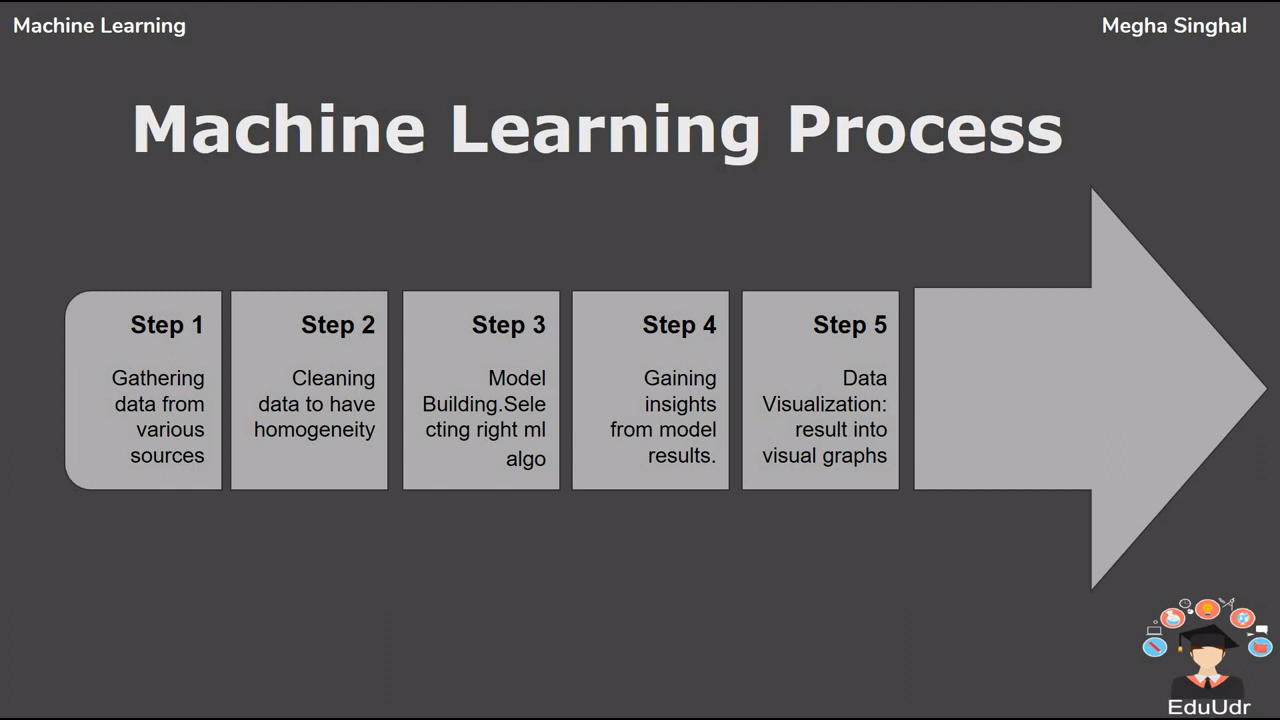 Machine Learning
Megha Singhal
Machine Learning Process
Step 1
Gathering
data from
various
sources
Step 2
Cleaning
data to have
homogeneity
Step 3
Model
Building.Sele
cting right ml
algo
Step 4
Gaining
insights
from model
results.
Step 5
Data
Visualization:
result into
visual graphs
EduUdr